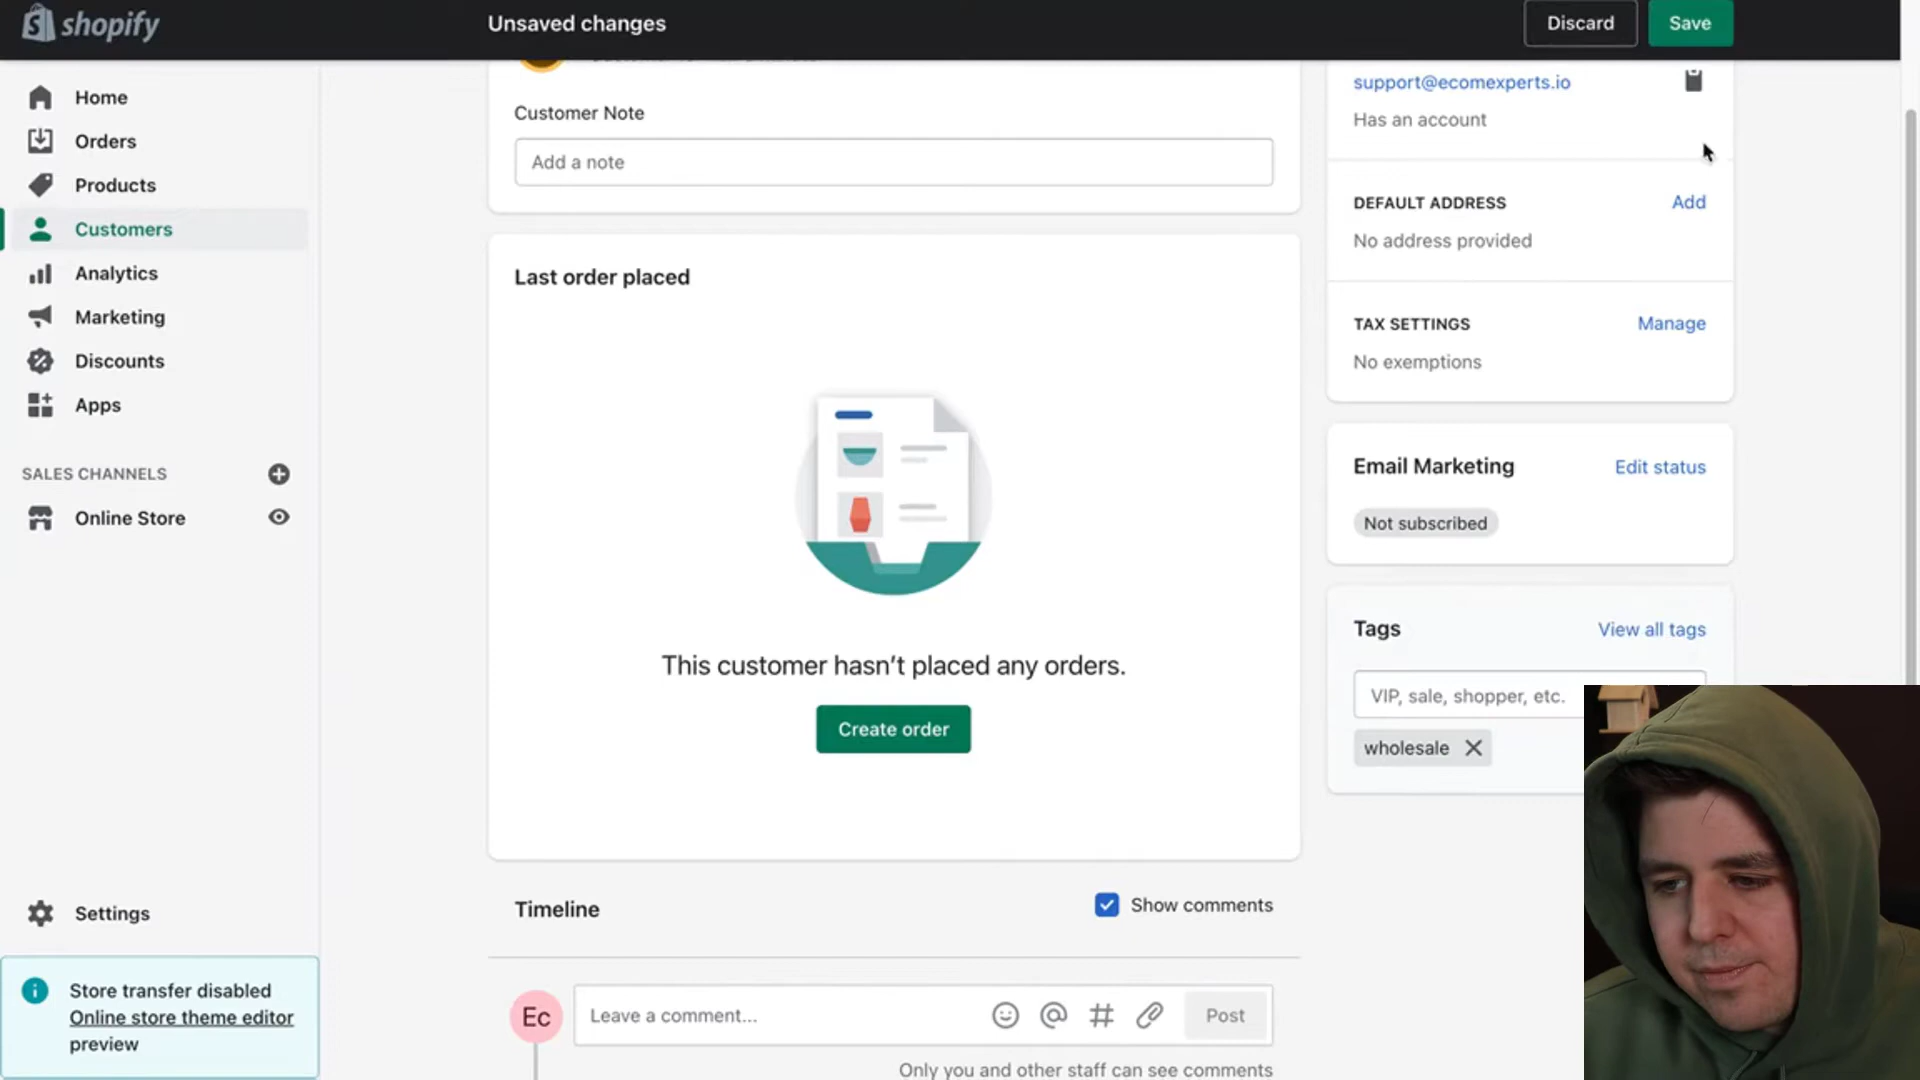 shopify
Unsaved changes
Discard
Save
Home
Orders
Products
Customers
Analytics
Marketing
Discounts
Apps
SALES CHANNELS
Online Store
Settings
Store transfer disabled
Online store theme editor
preview
Customer Note
Add a note
Last order placed
This customer hasn't placed any orders.
Create order
Timeline
Show comments
Ec
Leave a comment...
Post
Only you and other staff can see comments
support@ecomexperts.io
Has an account
DEFAULT ADDRESS
Add
No address provided
TAX SETTINGS
Manage
No exemptions
Email Marketing
Edit status
Not subscribed
Tags
View all tags
VIP, sale, shopper, etc.
wholesale